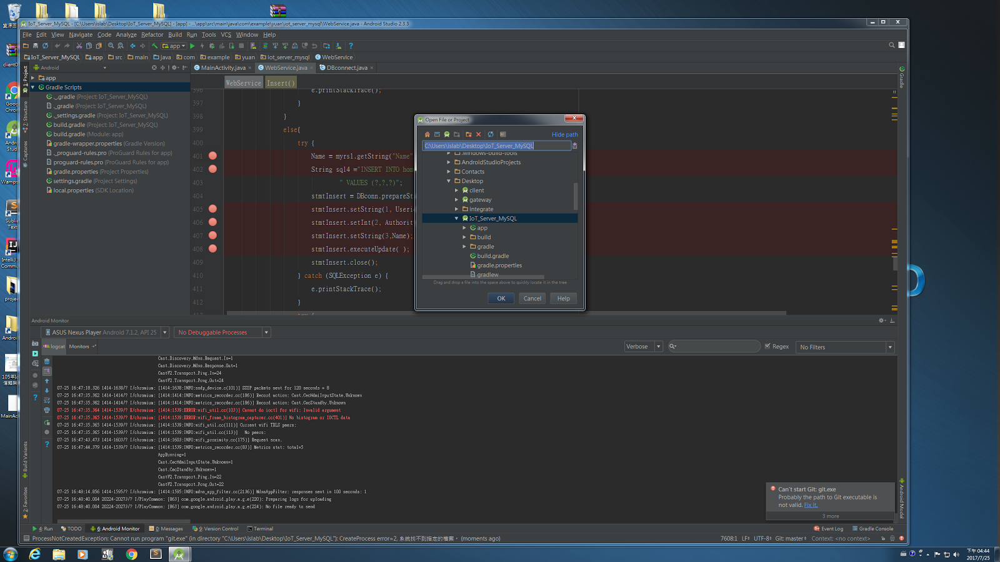 IoT_Server_MySQL - [C:\Users\islab\Desktop\IoT_Server_MySQL] - [app] - ...\app\src\main\java\com\example\yuan\iot_server_mysql\WebService.java - Android Studio 2.3.3
File Edit View Navigate Code Analyze Refactor Build Run Tools VCS Window Help
app
IoT_Server_MySQL app src main java com example yuan iot_server_mysql WebService
Android
MainActivity.java WebService.java DBconnect.java
WebService Insert()
1: Project
Z: Structure
Captures
Build Variants
2: Favorites
Gradle
Android Model
app
Gradle Scripts
._.gradle (Project: IoT_Server_MySQL)
._gradle (Project: IoT_Server_MySQL)
._settings.gradle (Project: IoT_Server_MySQL)
build.gradle (Project: IoT_Server_MySQL)
build.gradle (Module: app)
gradle-wrapper.properties (Gradle Version)
._proguard-rules.pro (ProGuard Rules for app)
proguard-rules.pro (ProGuard Rules for app)
gradle.properties (Project Properties)
settings.gradle (Project Settings)
local.properties (SDK Location)
396 e.printStackTrace();
397 }
398 }
399 else{
400 try {
401 Name = myrs1.getString("Name"
402 String sql4 ="INSERT INTO hom
403 " VALUES (?,?,?)";
404 stmtInsert = DBconn.prepareSt
405 stmtInsert.setString(1, Useri
406 stmtInsert.setInt(2, Authorit
407 stmtInsert.setString(3,Name);
408 stmtInsert.executeUpdate( );
409 stmtInsert.close();
410 } catch (SQLException e) {
411 e.printStackTrace();
412 }
try {
Open File or Project
Hide path
C:\Users\islab\Desktop\IoT_Server_MySQL
.windows-build-tools
AndroidStudioProjects
Contacts
Desktop
client
gateway
Integrate
IoT_Server_MySQL
app
build
gradle
build.gradle
gradle.properties
gradlew
Drag and drop a file into the space above to quickly locate it in the tree
OK Cancel Help
Android Monitor
ASUS Nexus Player Android 7.1.2, API 25 No Debuggable Processes
logcat Monitors Verbose Regex No Filters
Cast.Discovery.Mdns.Request.In=1
Cast.Discovery.Mdns.Response.Out=1
CastV2.Transport.Ping.In=24
CastV2.Transport.Pong.Out=24
07-25 16:47:18.326 1414-1638/? I/chromium: [1414:1638:INFO:ssdp_device.c(101)] SSDP packets sent for 120 seconds = 8
07-25 16:47:35.362 1414-1414/? I/chromium: [1414:1414:INFO:metrics_recorder.cc(186)] Record action: Cast.CecHdmiInputState.Unknown
07-25 16:47:35.362 1414-1414/? I/chromium: [1414:1414:INFO:metrics_recorder.cc(186)] Record action: Cast.CecStandby.Unknown
07-25 16:47:35.364 1414-1539/? E/chromium: [1414:1539:ERROR:wifi_util.cc(103)] Cannot do ioctl for wifi: Invalid argument
07-25 16:47:35.365 1414-1539/? E/chromium: [1414:1539:ERROR:wifi_frame_histogram_capturer.cc(401)] No histogram or IOCTL data
07-25 16:47:35.365 1414-1539/? I/chromium: [1414:1539:INFO:wifi_util.cc(111)] Current wifi TDLS peers:
07-25 16:47:35.365 1414-1539/? I/chromium: [1414:1539:INFO:wifi_util.cc(113)] No peers:
07-25 16:47:43.473 1414-1603/? I/chromium: [1414:1603:INFO:wifi_proximity.cc(175)] Request scan.
07-25 16:47:44.379 1414-1539/? I/chromium: [1414:1539:INFO:metrics_recorder.cc(83)] Metrics stat: total=5
AppRunning=1
Cast.CecHdmiInputState.Unknown=1
Cast.CecStandby.Unknown=1
CastV2.Transport.Ping.In=22
CastV2.Transport.Pong.Out=22
07-25 16:48:14.856 1414-1595/? I/chromium: [1414:1595:INFO:mdns_app_filter.cc(2136)] MdnsAppFilter: responses sent in 100 seconds: 1
07-25 16:48:40.004 20224-20273/? I/PlayCommon: [863] com.google.android.play.a.g.e(220): Preparing logs for uploading
07-25 16:48:40.004 20224-20273/? I/PlayCommon: [863] com.google.android.play.a.g.e(224): No file ready to send
Can't start Git: git.exe
Probably the path to Git executable is
not valid. Fix it.
3 more
4: Run TODO 6: Android Monitor 0: Messages 9: Version Control Terminal Event Log Gradle Console
ProcessNotCreatedException: Cannot run program "git.exe" (in directory "C:\Users\islab\Desktop\IoT_Server_MySQL"): CreateProcess error=2, 系統找不到指定的檔案。 (moments ago) 7608:1 LF÷ UTF-8÷ Git: master÷ Context: <no context>
下午 04:44
2017/7/25